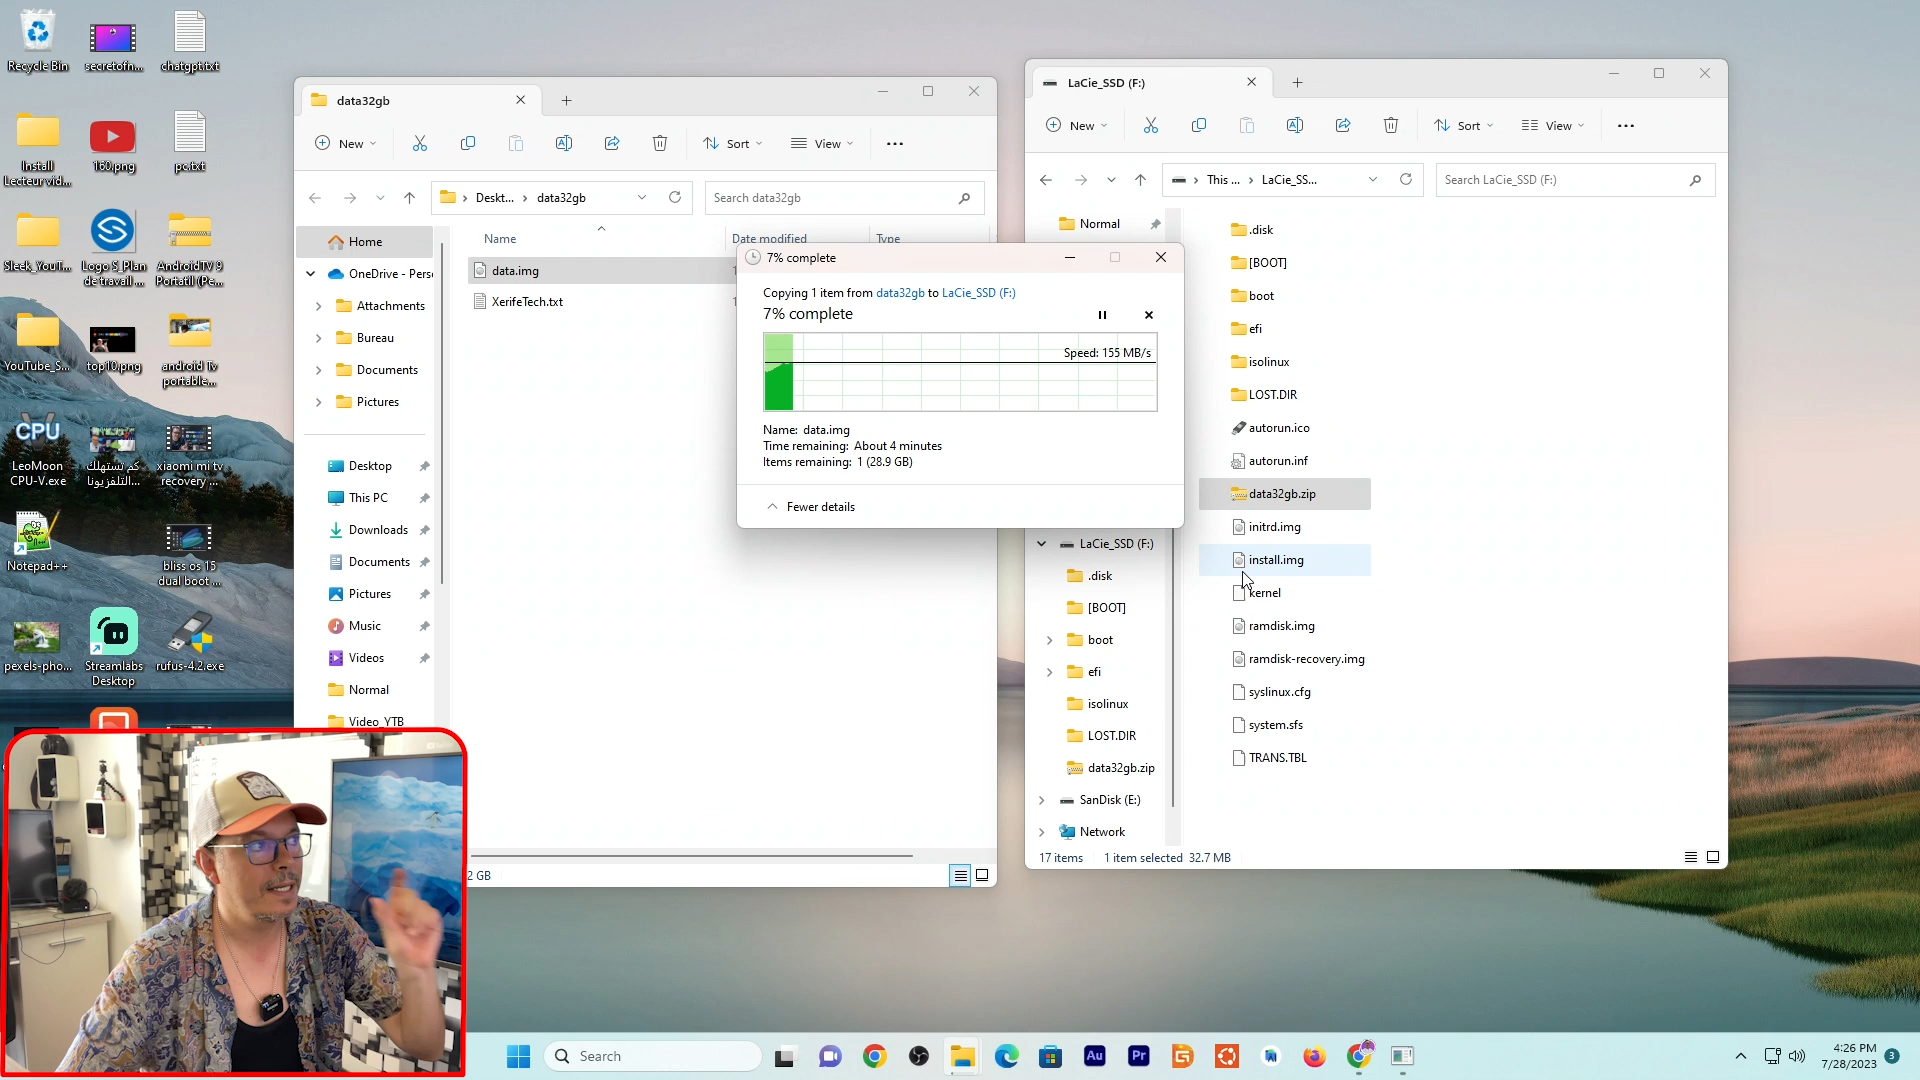 Recycle Bin
secretofn...
chatgpt.txt
Install
Lecteur vid...
160.png
pc.txt
Sleek_YouT...
Logo S_Plan
de travail ...
AndroidTV 9
Portatil (Pe...
YouTube_S...
top10.png
android tv
portable...
CPU
LeoMoon
CPU-V.exe
كم تستهلك
التلفزيونا...
xiaomi mi tv
recovery ...
Notepad++
bliss os 15
dual boot ...
pexels-pho...
Streamlabs
Desktop
rufus-4.2.exe
data32gb
New
Sort
View
Deskt...
data32gb
Search data32gb
Home
OneDrive - Perso
Attachments
Bureau
Documents
Pictures
Desktop
This PC
Downloads
Documents
Pictures
Music
Videos
Normal
Video_YTB
Name
Date modified
Type
data.img
XerifeTech.txt
2 GB
7% complete
Copying 1 item from data32gb to LaCie_SSD (F:)
7% complete
Speed: 155 MB/s
Name: data.img
Time remaining: About 4 minutes
Items remaining: 1 (28.9 GB)
Fewer details
LaCie_SSD (F:)
New
Sort
View
This ...
LaCie_SS...
Search LaCie_SSD (F:)
Normal
LaCie_SSD (F:)
.disk
[BOOT]
boot
efi
isolinux
LOST.DIR
data32gb.zip
SanDisk (E:)
Network
.disk
[BOOT]
boot
efi
isolinux
LOST.DIR
autorun.ico
autorun.inf
data32gb.zip
initrd.img
install.img
kernel
ramdisk.img
ramdisk-recovery.img
syslinux.cfg
system.sfs
TRANS.TBL
17 items
1 item selected 32.7 MB
Search
Au
Pr
4:26 PM
7/28/2023
3